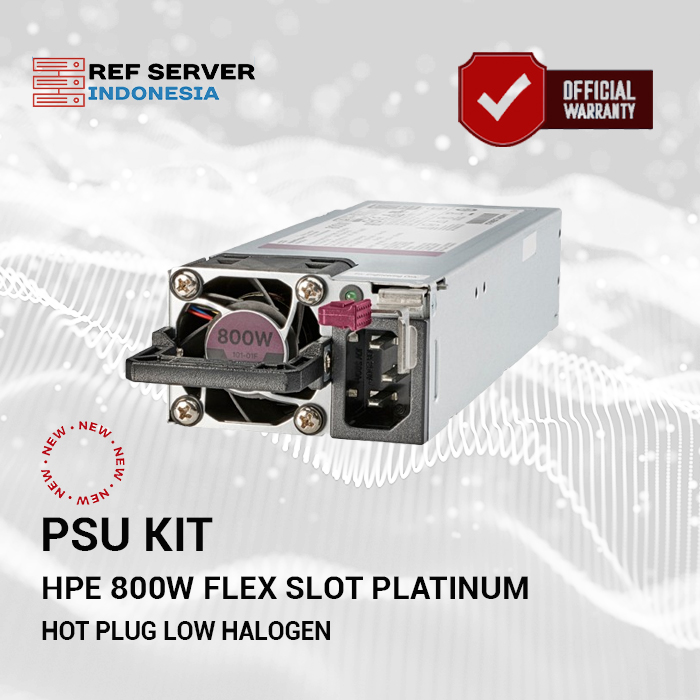 REF SERVER
INDONESIA
OFFICIAL
WARRANTY
800W
NEW • NEW • NEW • NEW • NEW • NEW •
PSU KIT
HPE 800W FLEX SLOT PLATINUM
HOT PLUG LOW HALOGEN